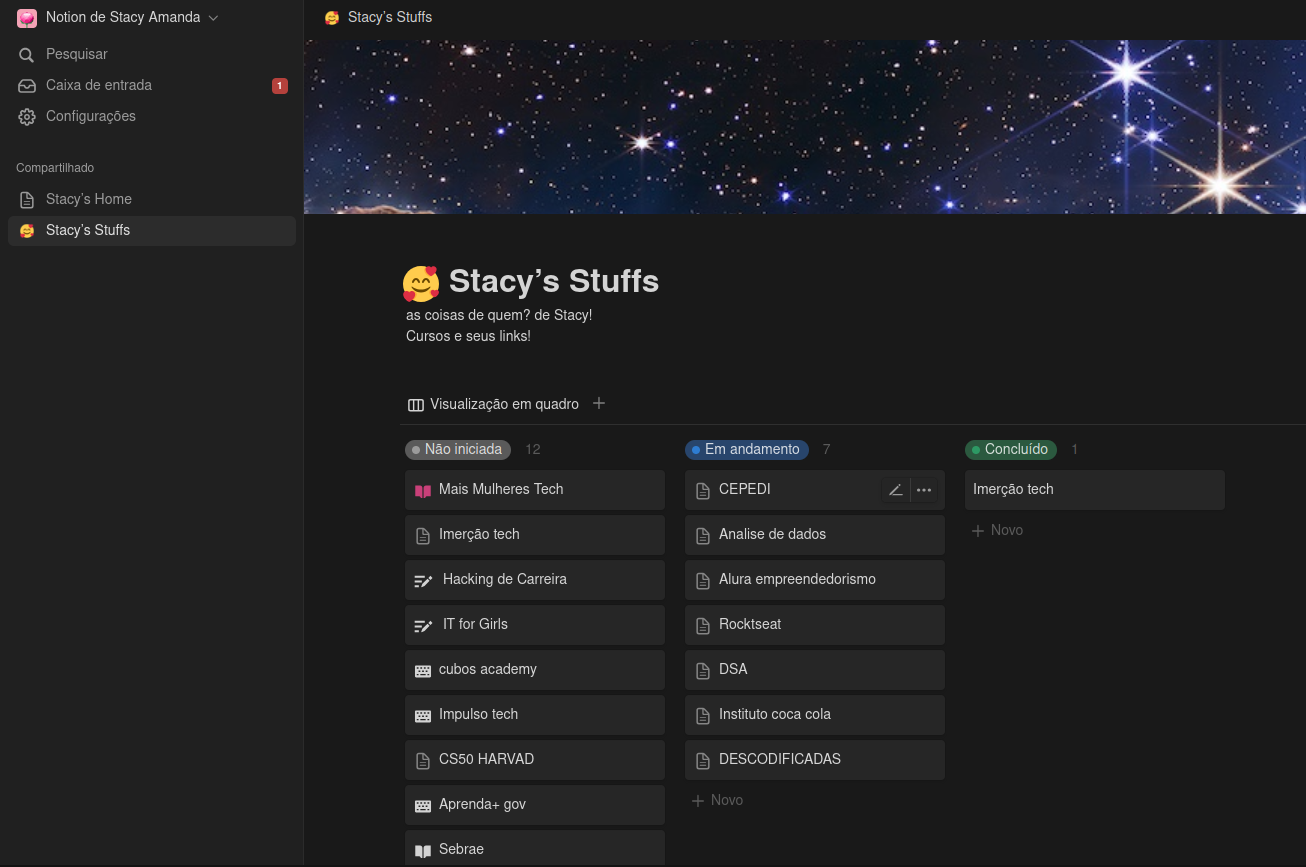 Notion de Stacy Amanda
Pesquisar
Caixa de entrada 1
Configurações
Compartilhado
Stacy's Home
Stacy's Stuffs
Stacy's Stuffs
Stacy's Stuffs
as coisas de quem? de Stacy!
Cursos e seus links!
Visualização em quadro
Não iniciada 12
Mais Mulheres Tech
Imerção tech
Hacking de Carreira
IT for Girls
cubos academy
Impulso tech
CS50 HARVAD
Aprenda+ gov
Sebrae
Em andamento 7
CEPEDI
Analise de dados
Alura empreendedorismo
Rocktseat
DSA
Instituto coca cola
DESCODIFICADAS
Novo
Concluído 1
Imerção tech
Novo